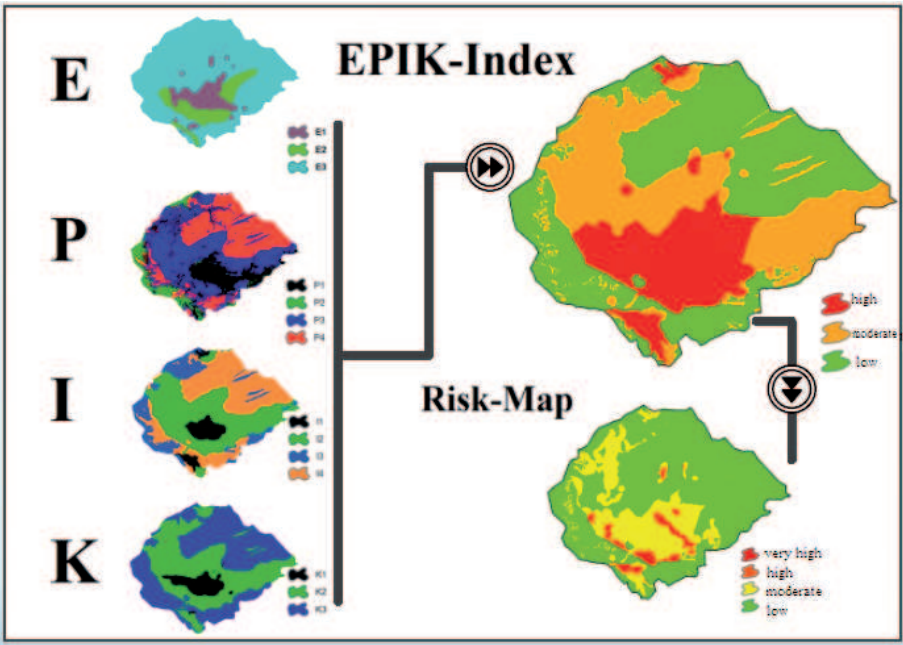 E
E1
E2
E3
P
P1
P2
P3
P4
I
I1
I2
I3
I4
K
K1
K2
K3
EPIK-Index
high
moderate
low
Risk-Map
very high
high
moderate
low